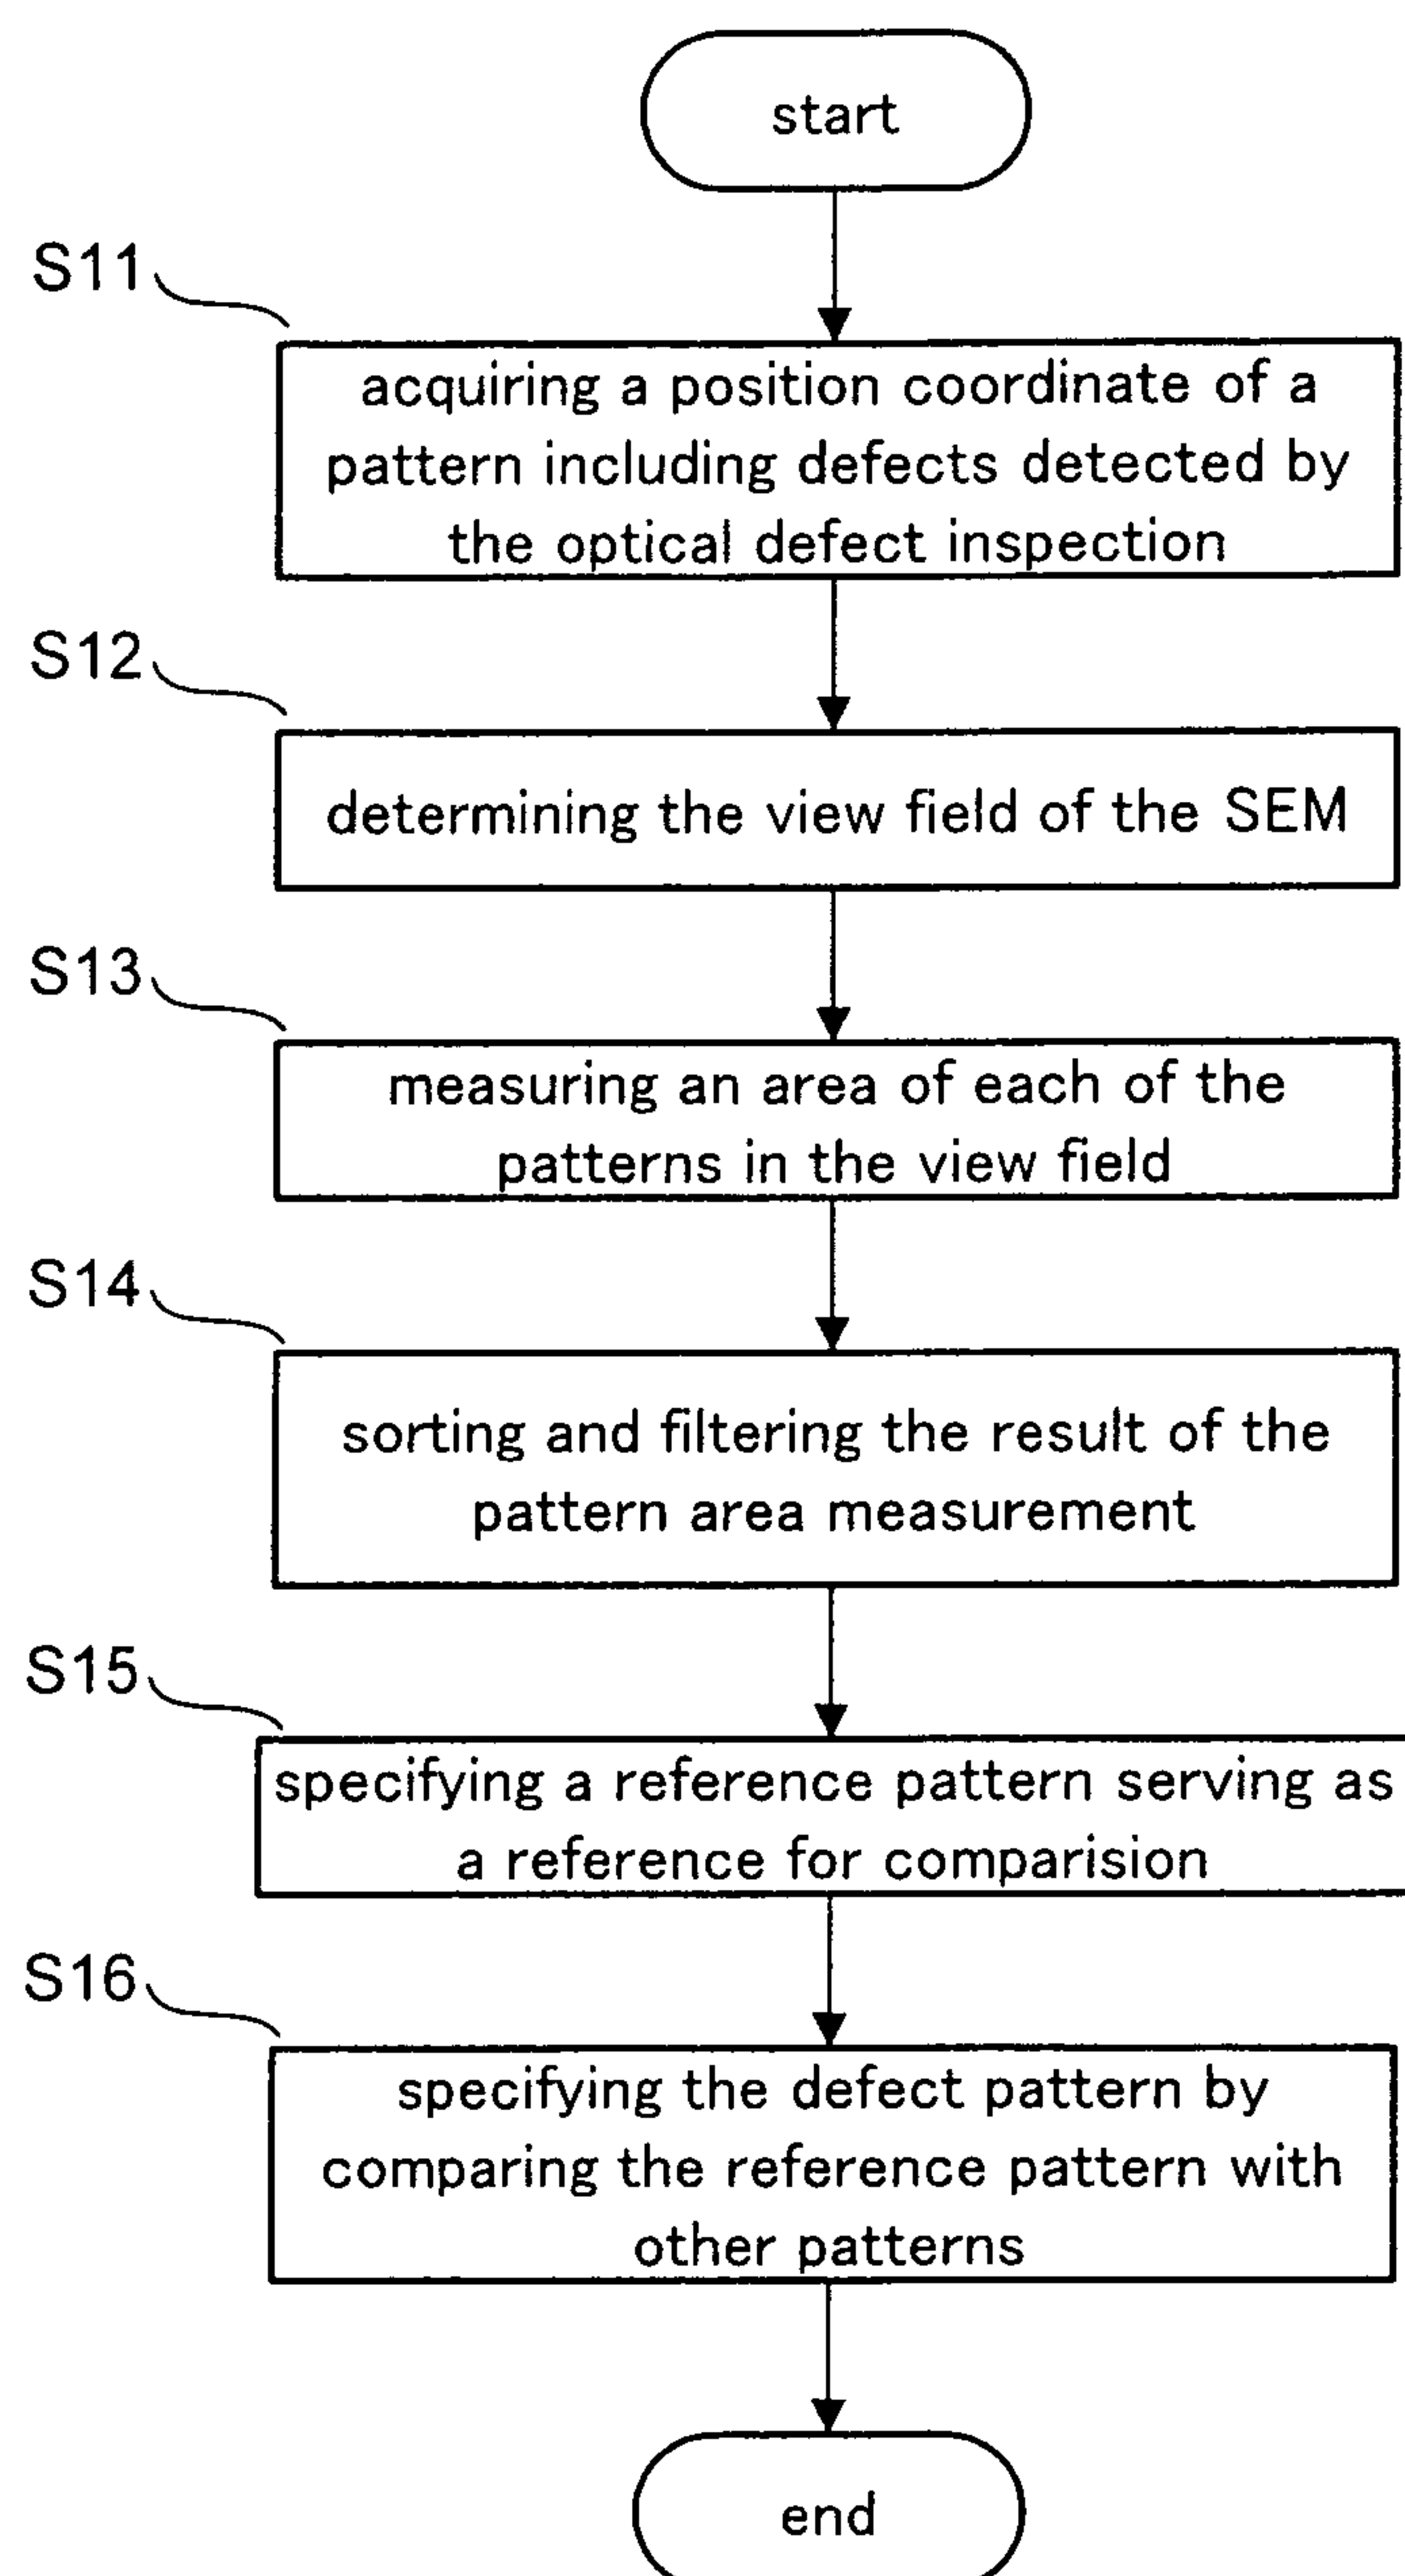 start
S11
acquiring a position coordinate of a
pattern including defects detected by
the optical defect inspection
S12
determining the view field of the SEM
S13
measuring an area of each of the
patterns in the view field
S14
sorting and filtering the result of the
pattern area measurement
S15
specifying a reference pattern serving as
a reference for comparision
S16
specifying the defect pattern by
comparing the reference pattern with
other patterns
end